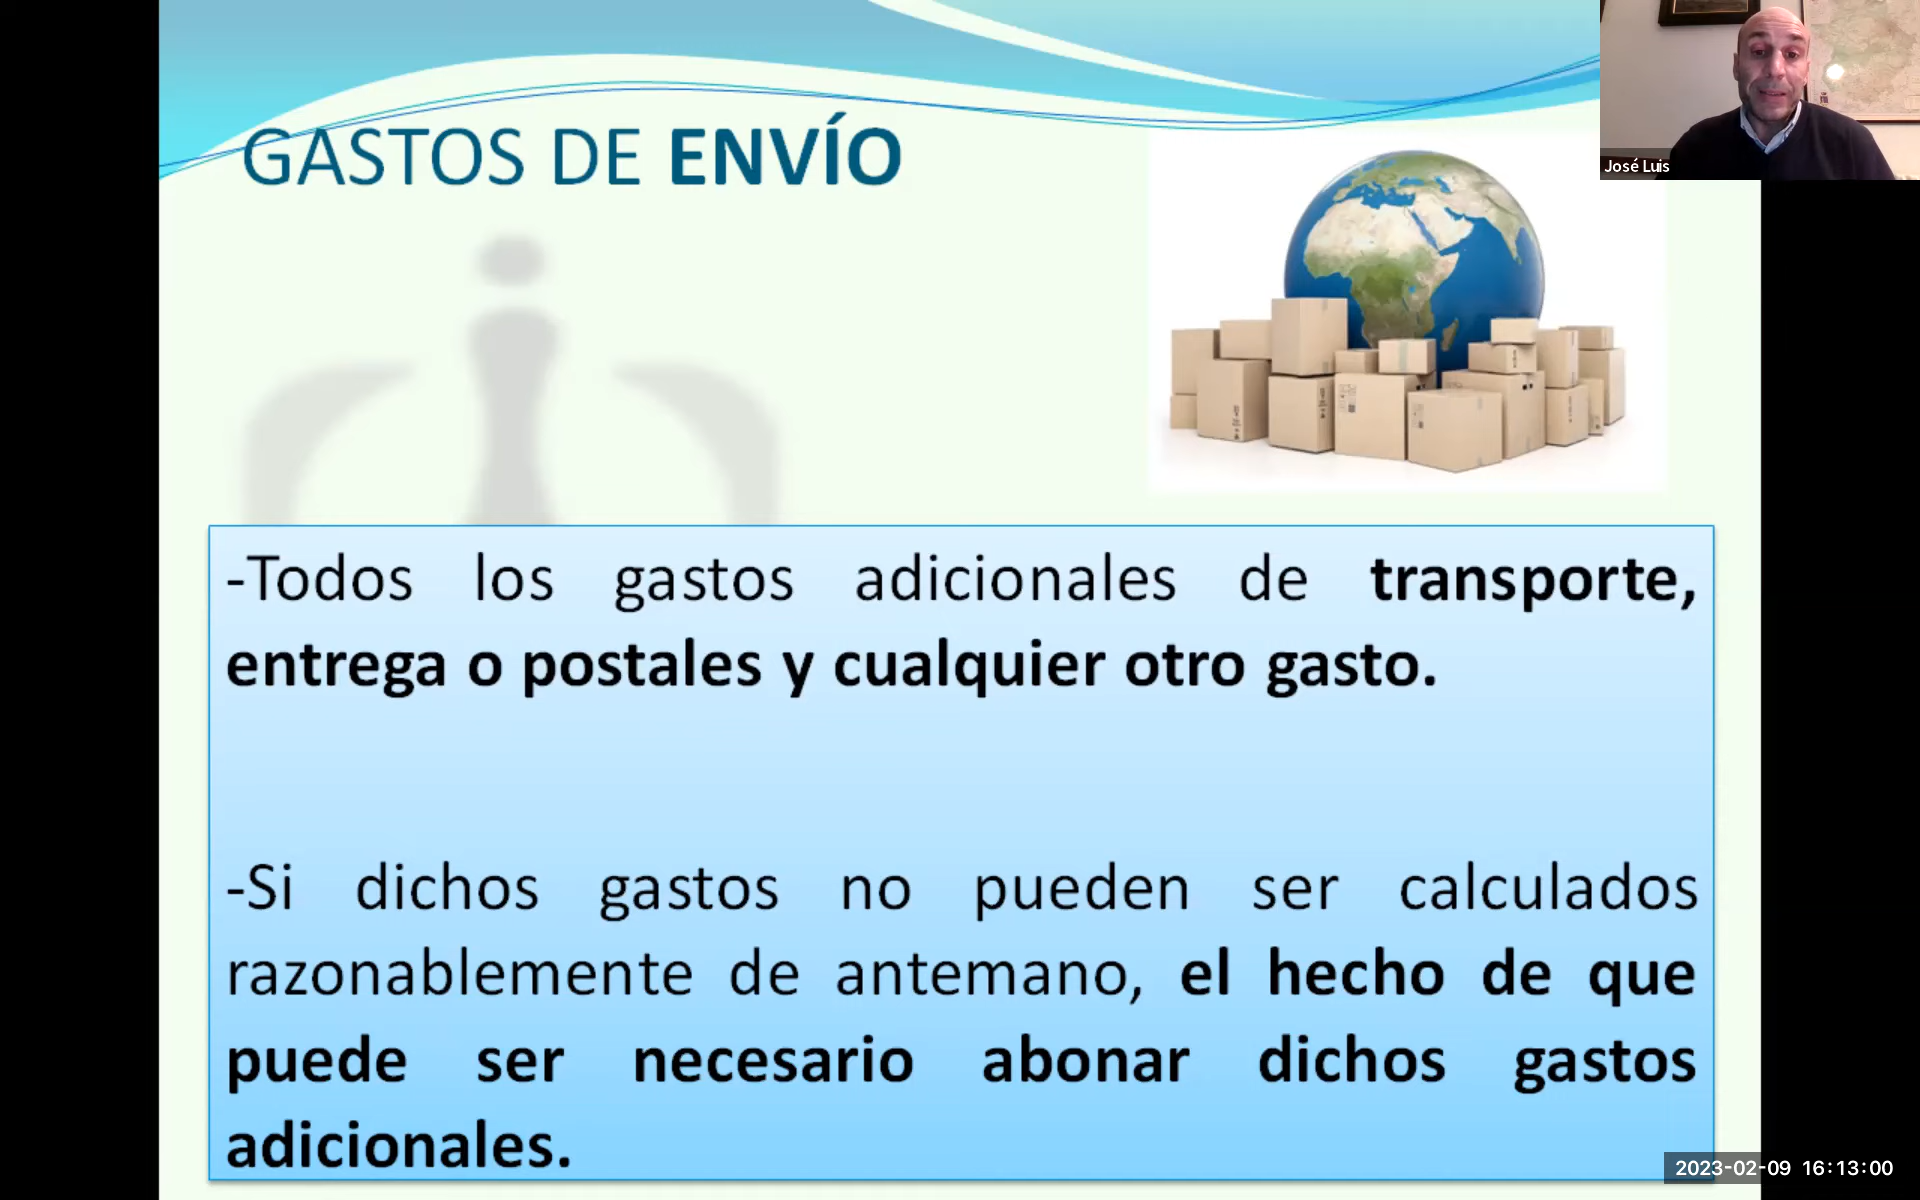 GASTOS DE ENVÍO
José Luis
-Todos los gastos adicionales de transporte,
entrega o postales y cualquier otro gasto.
-Si dichos gastos no pueden ser calculados
razonablemente de antemano, el hecho de que
puede ser necesario abonar dichos gastos
adicionales.
2023-02-09 16:13:00